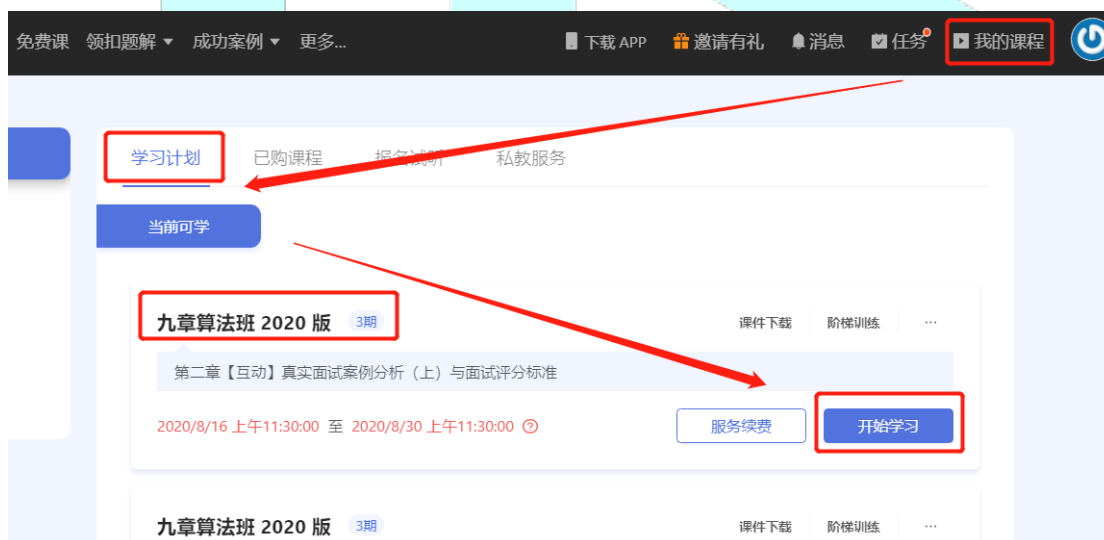 免费课 领扣题解 成功案例 更多... 下载 APP 邀请有礼 消息 任务 我的课程
学习计划 已购课程 报名试听 私教服务
当前可学
九章算法班 2020 版 3期 课件下载 阶梯训练 ...
第二章【互动】真实面试案例分析（上）与面试评分标准
2020/8/16 上午11:30:00 至 2020/8/30 上午11:30:00 服务续费 开始学习
九章算法班 2020 版 3期 课件下载 阶梯训练 ...